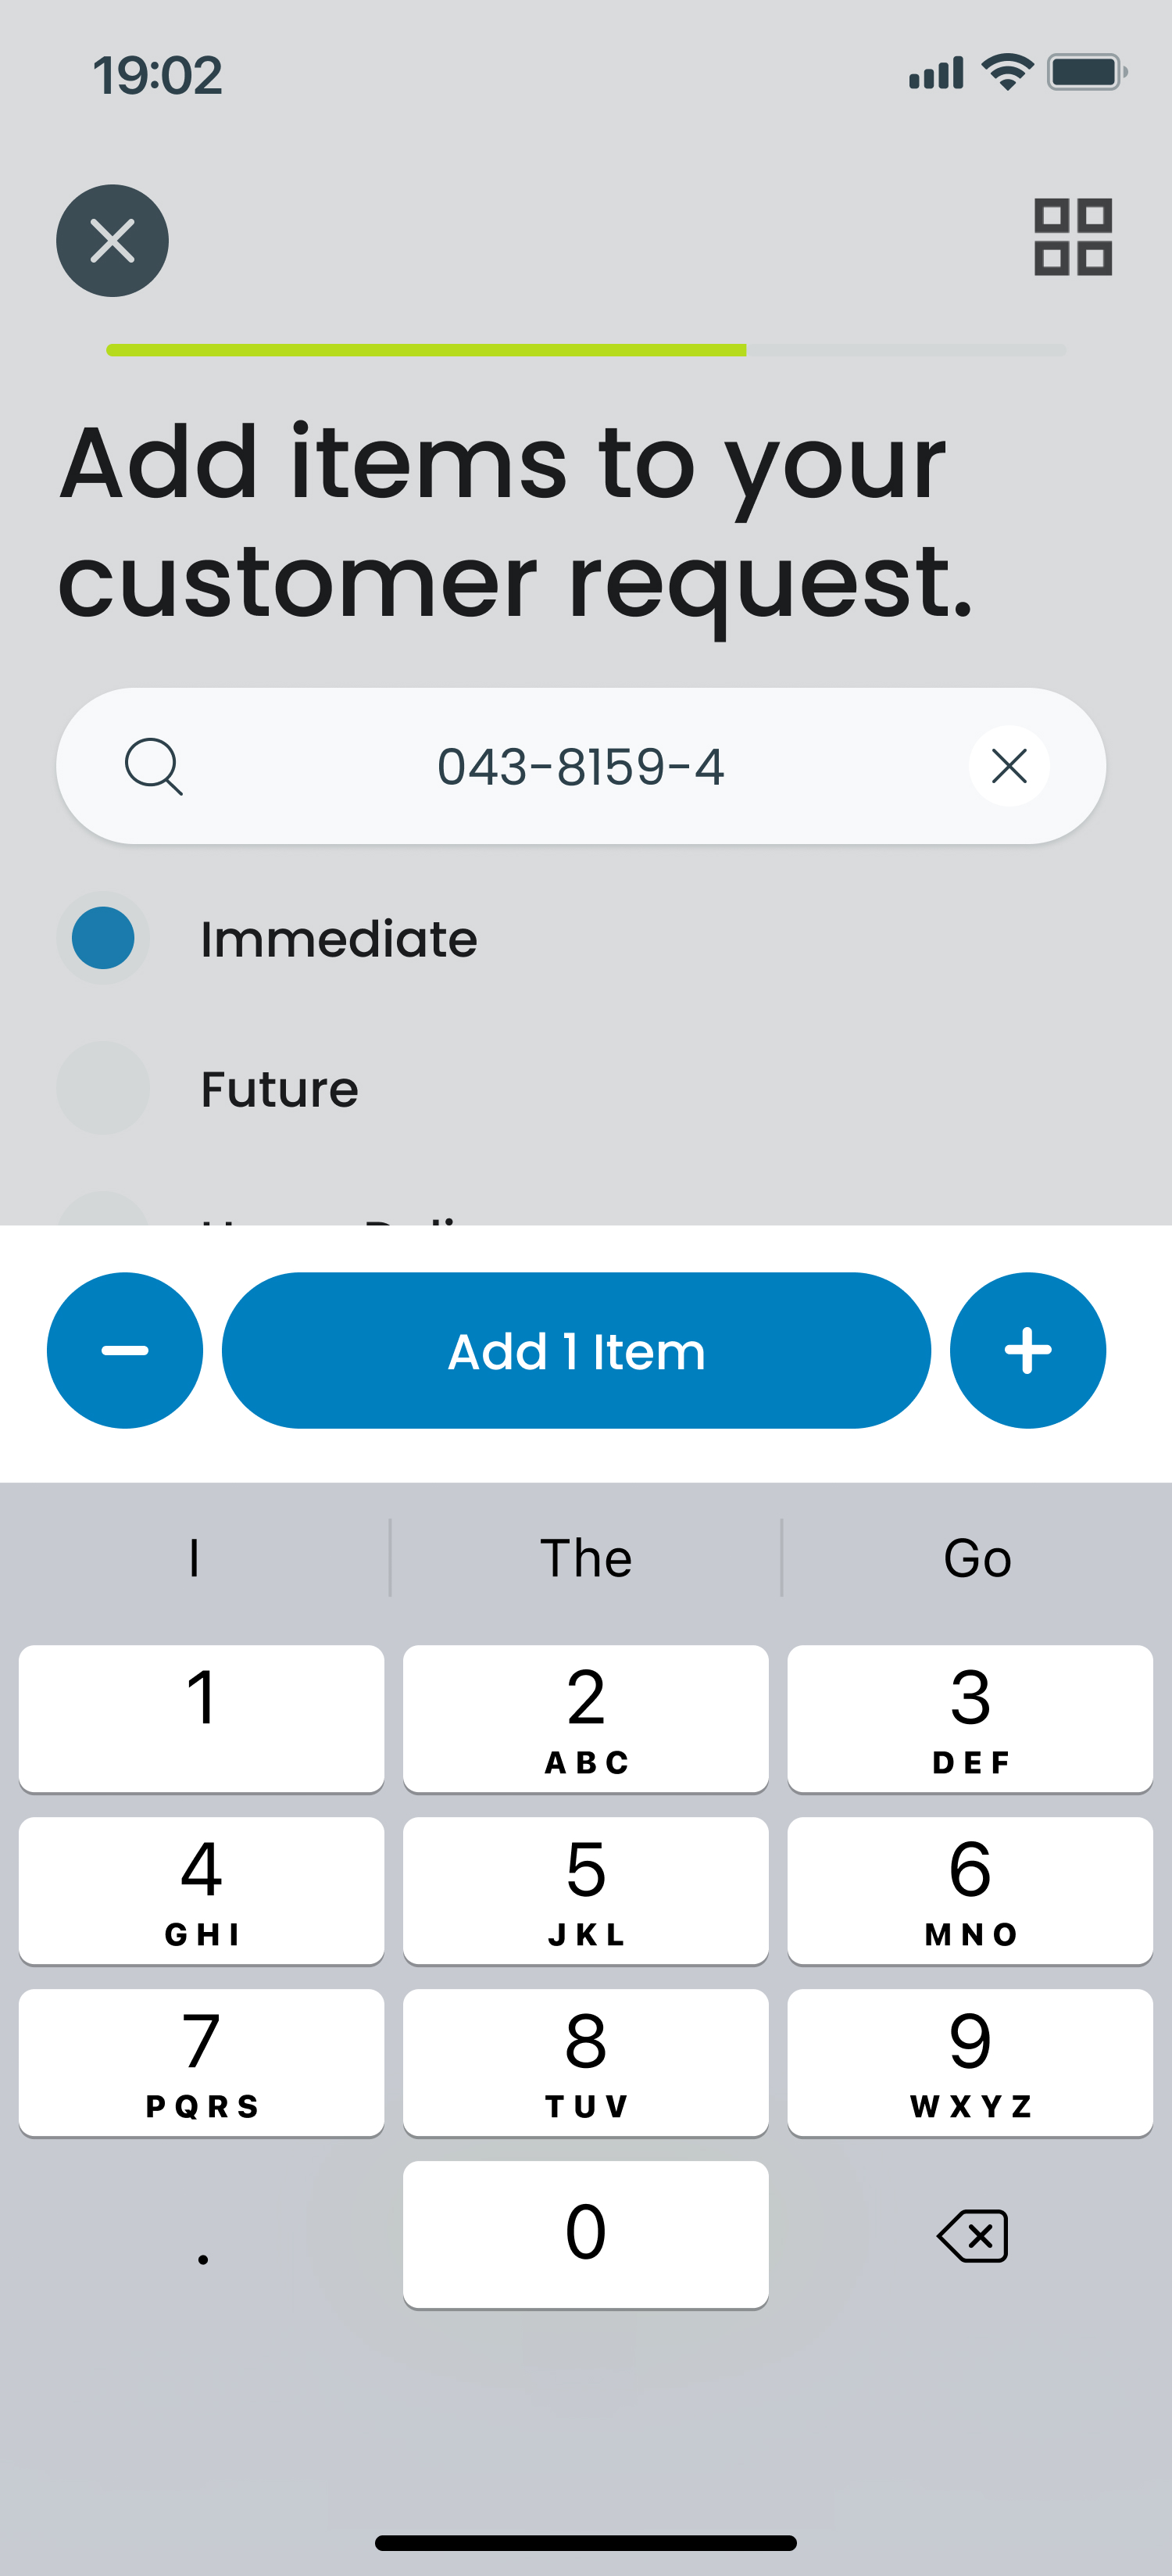 19:02
Add items to your
customer request.
043-8159-4
Immediate
Future
Add 1 Item
I The Go
1 2 3
ABC DEF
4 5 6
GHI JKL MNO
7 8 9
PQRS TUV WXYZ
. 0